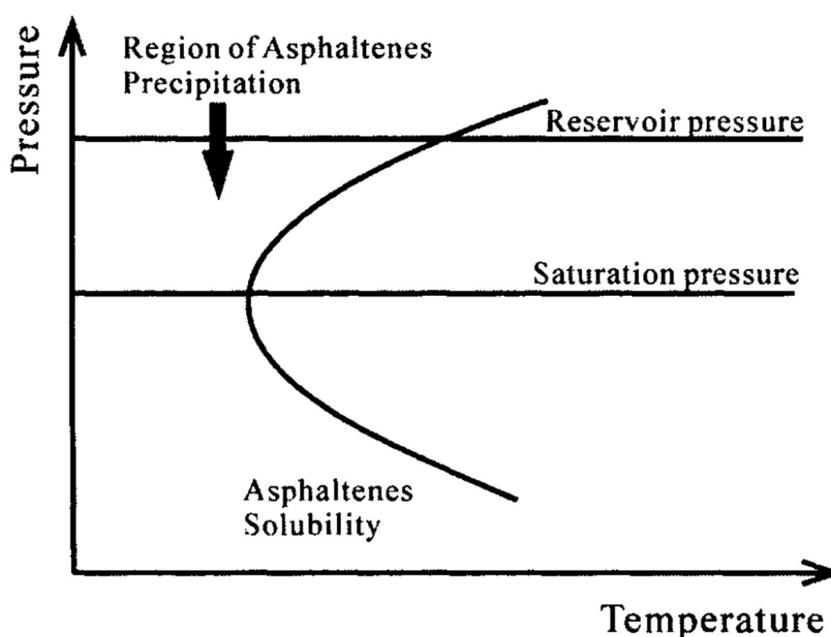 Pressure
Region of Asphaltenes
Precipitation
Reservoir pressure
Saturation pressure
Asphaltenes
Solubility
Temperature